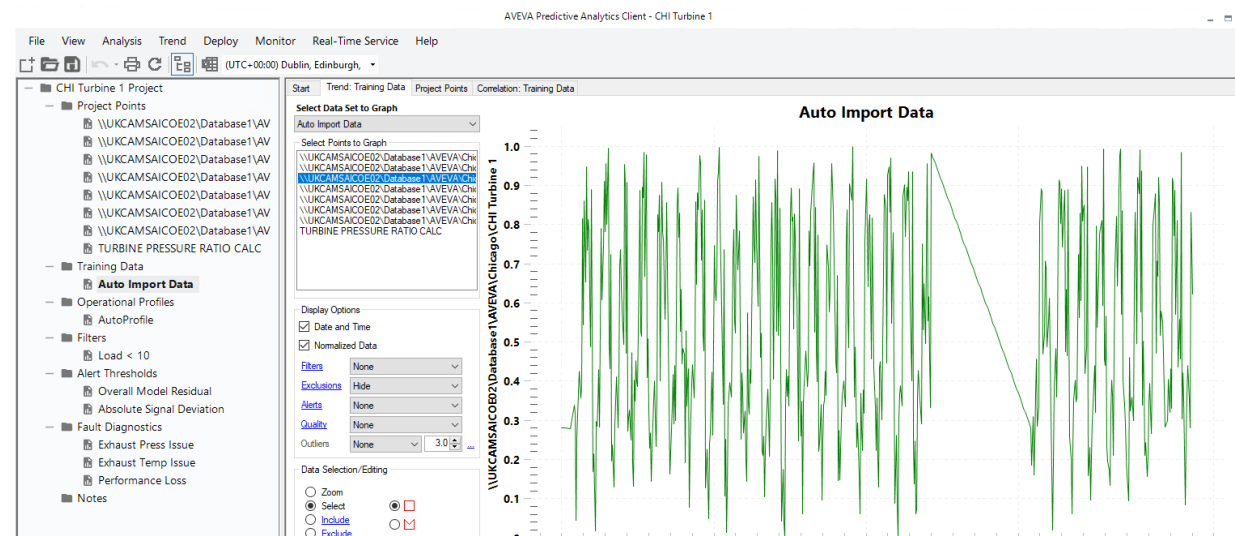 AVEVA Predictive Analytics Client - CHI Turbine 1
File View Analysis Trend Deploy Monitor Real-Time Service Help
(UTC+00:00) Dublin, Edinburgh,
CHI Turbine 1 Project
Project Points
\\UKCAMSAICOE02\Database1\AV
\\UKCAMSAICOE02\Database1\AV
\\UKCAMSAICOE02\Database1\AV
\\UKCAMSAICOE02\Database1\AV
\\UKCAMSAICOE02\Database1\AV
\\UKCAMSAICOE02\Database1\AV
\\UKCAMSAICOE02\Database1\AV
TURBINE PRESSURE RATIO CALC
Training Data
Auto Import Data
Operational Profiles
AutoProfile
Filters
Load < 10
Alert Thresholds
Overall Model Residual
Absolute Signal Deviation
Fault Diagnostics
Exhaust Press Issue
Exhaust Temp Issue
Performance Loss
Notes
Start Trend: Training Data Project Points Correlation: Training Data
Select Data Set to Graph
Auto Import Data
Select Points to Graph
\\UKCAMSAICOE02\Database1\AVEVA\Chic
\\UKCAMSAICOE02\Database1\AVEVA\Chic
\\UKCAMSAICOE02\Database1\AVEVA\Chic
\\UKCAMSAICOE02\Database1\AVEVA\Chic
\\UKCAMSAICOE02\Database1\AVEVA\Chic
\\UKCAMSAICOE02\Database1\AVEVA\Chic
\\UKCAMSAICOE02\Database1\AVEVA\Chic
TURBINE PRESSURE RATIO CALC
Display Options
Date and Time
Normalized Data
Filters None
Exclusions Hide
Alerts None
Quality None
Outliers None 3.0 ...
Data Selection/Editing
Zoom
Select
Include
Exclude
Auto Import Data
\\UKCAMSAICOE02\Database1\AVEVA\Chicago\CHI Turbine 1
1.0
0.9
0.8
0.7
0.6
0.5
0.4
0.3
0.2
0.1